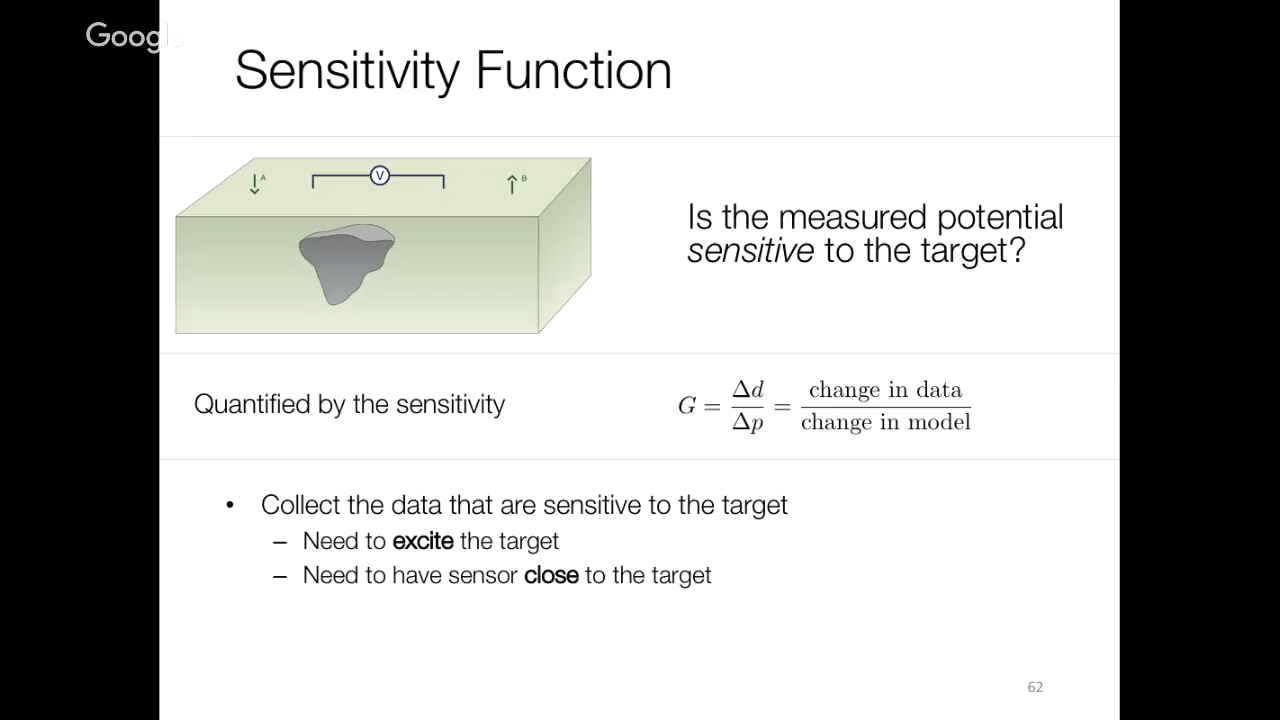 Google
Sensitivity Function
A
V
B
Is the measured potential
sensitive to the target?
Quantified by the sensitivity
G = Δd/Δp = change in data/change in model
• Collect the data that are sensitive to the target
– Need to excite the target
– Need to have sensor close to the target
62